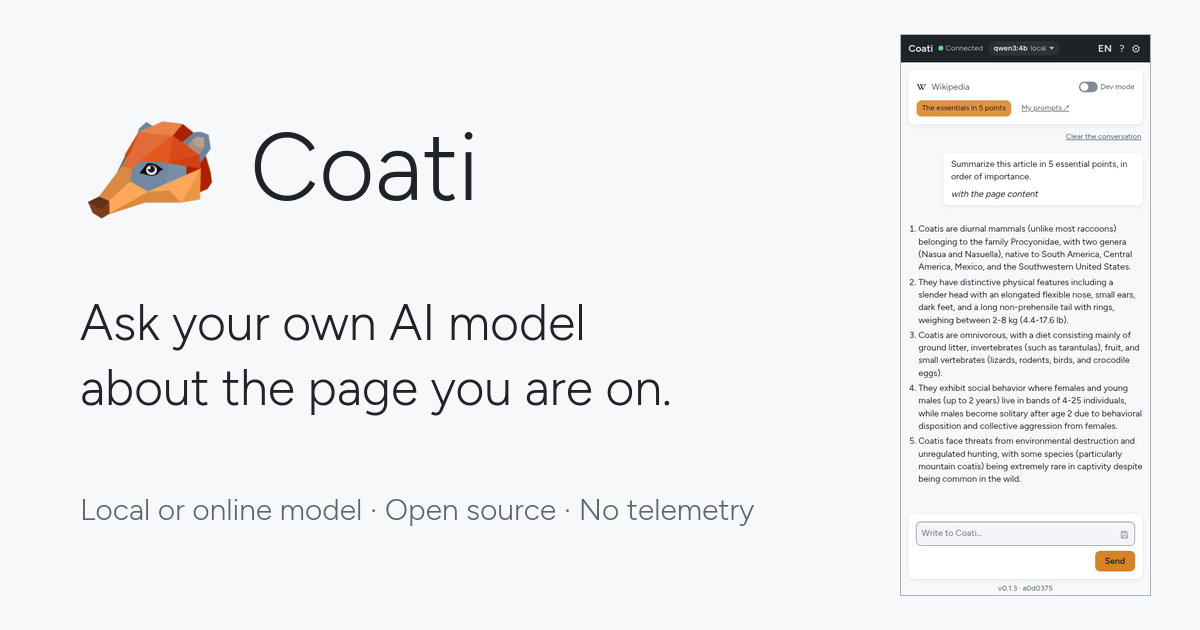 Coati
Ask your own AI model
about the page you are on.
Local or online model · Open source · No telemetry
Coati Connected qwen3:4b local EN ? 
W Wikipedia Dev mode
The essentials in 5 points My prompts ↗
Clear the conversation
Summarize this article in 5 essential points, in
order of importance.
with the page content
1. Coatis are diurnal mammals (unlike most raccoons)
belonging to the family Procyonidae, with two genera
(Nasua and Nasuella), native to South America, Central
America, Mexico, and the Southwestern United States.
2. They have distinctive physical features including a
slender head with an elongated flexible nose, small ears,
dark feet, and a long non-prehensile tail with rings,
weighing between 2-8 kg (4.4-17.6 lb).
3. Coatis are omnivorous, with a diet consisting mainly of
ground litter, invertebrates (such as tarantulas), fruit, and
small vertebrates (lizards, rodents, birds, and crocodile
eggs).
4. They exhibit social behavior where females and young
males (up to 2 years) live in bands of 4-25 individuals,
while males become solitary after age 2 due to behavioral
disposition and collective aggression from females.
5. Coatis face threats from environmental destruction and
unregulated hunting, with some species (particularly
mountain coatis) being extremely rare in captivity despite
being common in the wild.
Write to Coati...
Send
v0.1.3 · a0d0375